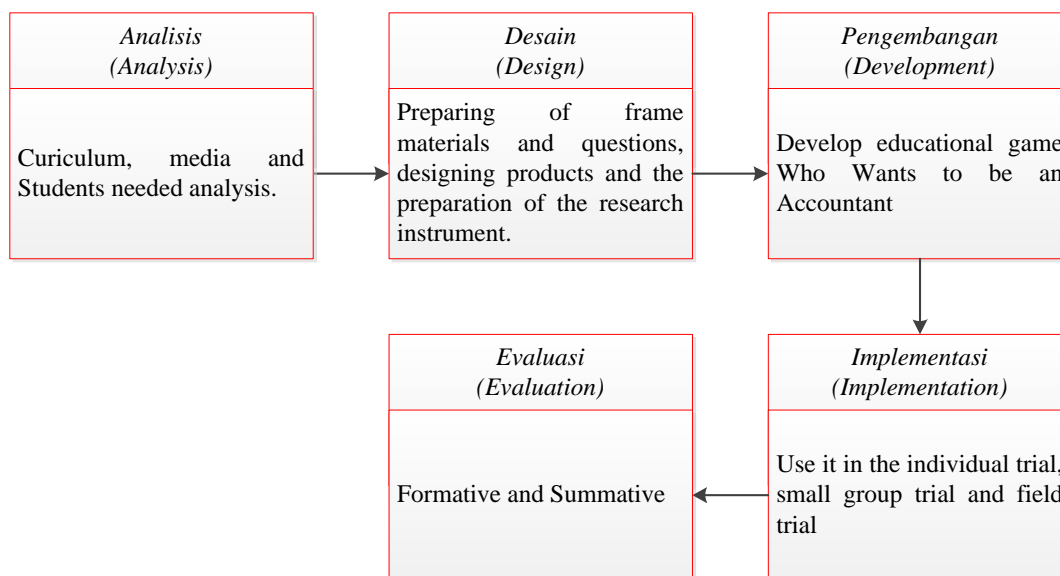 Analisis
(Analysis)
Curiculum, media and
Students needed analysis.
Desain
(Design)
Preparing of frame
materials and questions,
designing products and the
preparation of the research
instrument.
Pengembangan
(Development)
Develop educational game
Who Wants to be an
Accountant
Evaluasi
(Evaluation)
Formative and Summative
Implementasi
(Implementation)
Use it in the individual trial,
small group trial and field
trial